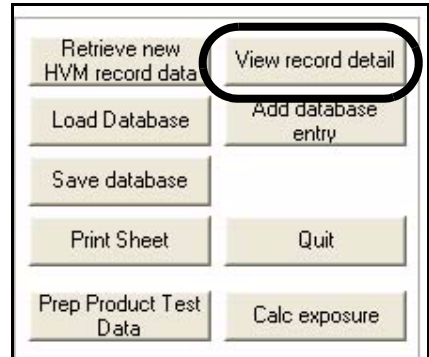 Retrieve new
HVM record data
View record detail
Load Database
Add database
entry
Save database
Print Sheet
Quit
Prep Product Test
Data
Calc exposure